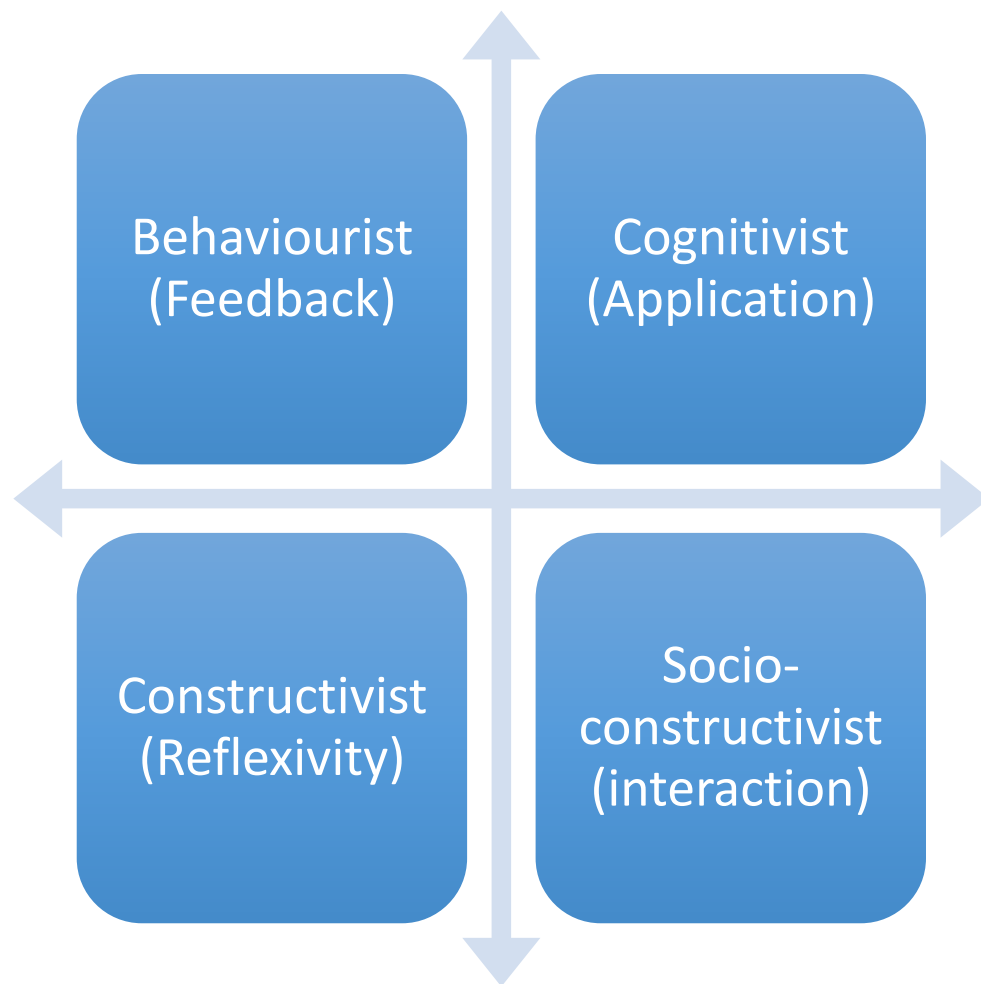 Behaviourist
(Feedback)
Cognitivist
(Application)
Constructivist
(Reflexivity)
Socio-
constructivist
(interaction)